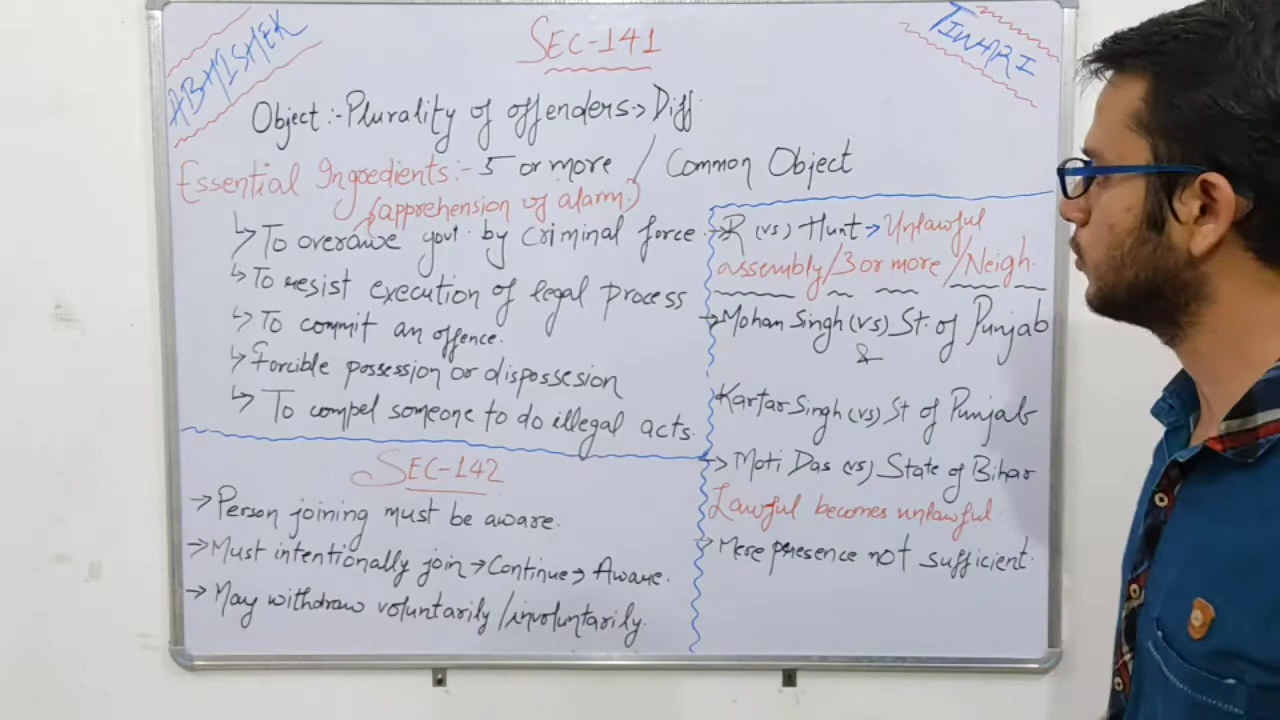 ABHISHEK
SEC-141
TIWARI
Object :- Plurality of offenders → Diff.
Essential Ingredients :- 5 or more / Common Object
(apprehension of alarm)
↳ To overawe govt. by criminal force.
↳ To resist execution of legal process
↳ To commit an offence.
↳ Forcible possession or dispossesion
↳ To compel someone to do illegal acts.
SEC-142
→ Person joining must be aware.
→ Must intentionally join → Continue → Aware.
→ May withdraw voluntarily / involuntarily.
→ R (vs) Hunt → Unlawful
assembly / 3 or more / Neigh.
→ Mohan Singh (vs) St. of Punjab
&
Kartar Singh (vs) St of Punjab
→ Moti Das (vs) State of Bihar
Lawful becomes unlawful
→ Mere presence not sufficient.